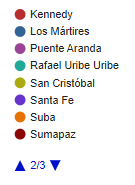 Kennedy
Los Mártires
Puente Aranda
Rafael Uribe Uribe
San Cristóbal
Santa Fe
Suba
Sumapaz
2/3